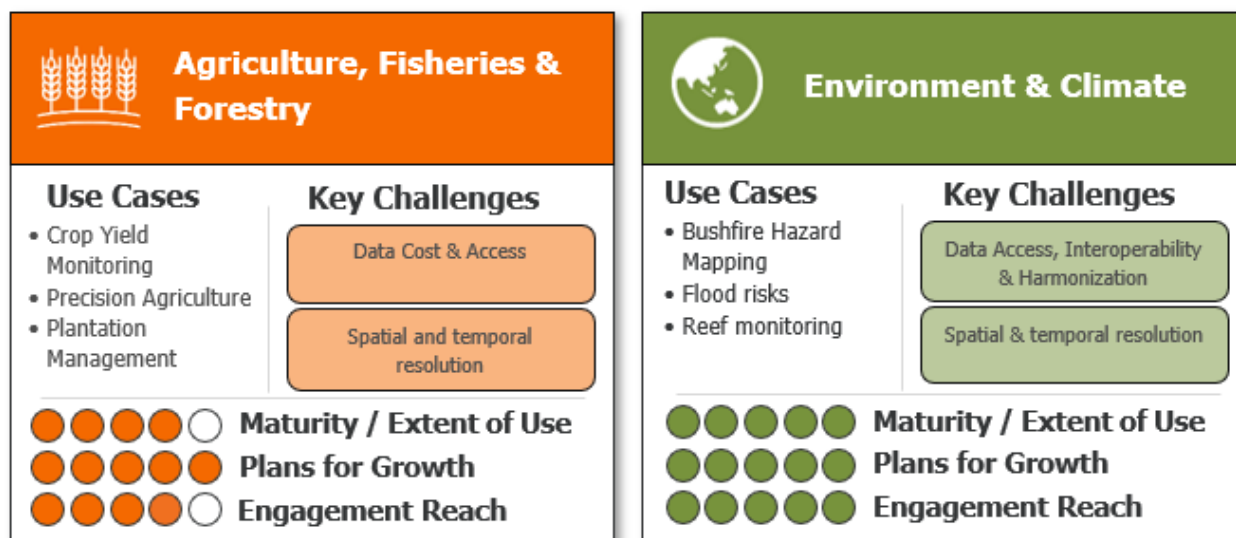 Agriculture, Fisheries &
Forestry
Use Cases
• Crop Yield
Monitoring
• Precision Agriculture
• Plantation
Management
Key Challenges
Data Cost & Access
Spatial and temporal
resolution
Maturity / Extent of Use
Plans for Growth
Engagement Reach
Environment & Climate
Use Cases
• Bushfire Hazard
Mapping
• Flood risks
• Reef monitoring
Key Challenges
Data Access, Interoperability
& Harmonization
Spatial & temporal resolution
Maturity / Extent of Use
Plans for Growth
Engagement Reach